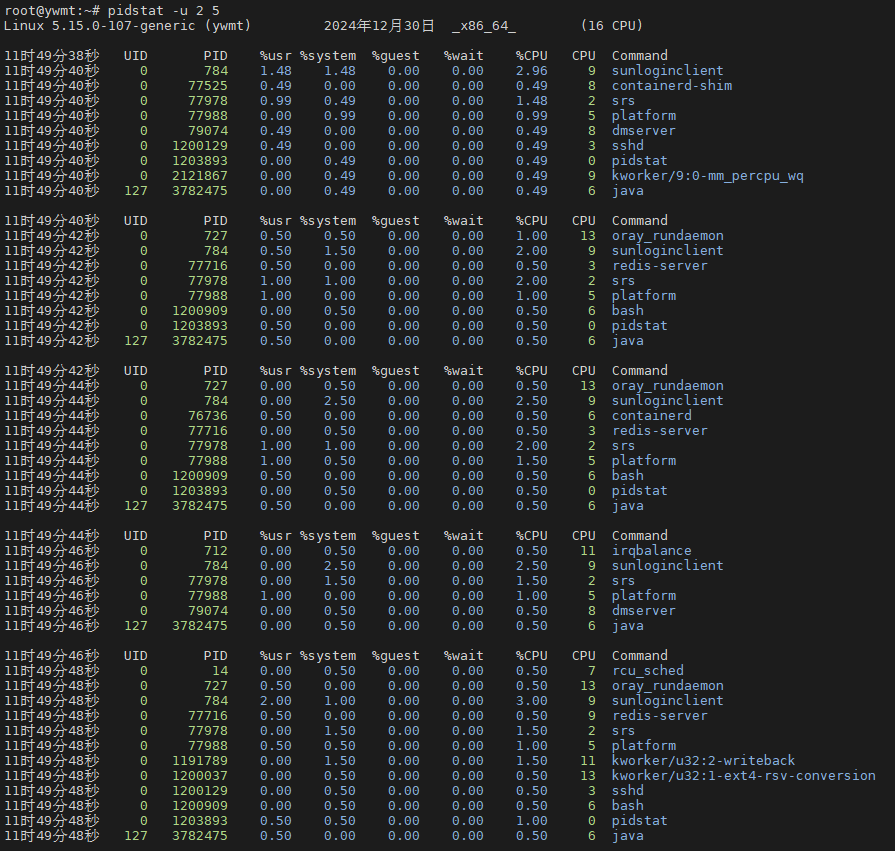 root@ywmt:~# pidstat -u 2 5
Linux 5.15.0-107-generic (ywmt) 2024年12月30日 _x86_64_ (16 CPU)
11时49分38秒 UID PID %usr %system %guest %wait %CPU CPU Command
11时49分40秒 0 784 1.48 1.48 0.00 0.00 2.96 9 sunloginclient
11时49分40秒 0 77525 0.49 0.00 0.00 0.00 0.49 8 containerd-shim
11时49分40秒 0 77978 0.99 0.49 0.00 0.00 1.48 2 srs
11时49分40秒 0 77988 0.00 0.99 0.00 0.00 0.99 5 platform
11时49分40秒 0 79074 0.49 0.00 0.00 0.00 0.49 8 dmserver
11时49分40秒 0 1200129 0.49 0.00 0.00 0.00 0.49 3 sshd
11时49分40秒 0 1203893 0.00 0.49 0.00 0.00 0.49 0 pidstat
11时49分40秒 0 2121867 0.00 0.49 0.00 0.00 0.49 9 kworker/9:0-mm_percpu_wq
11时49分40秒 127 3782475 0.00 0.49 0.00 0.00 0.49 6 java
11时49分40秒 UID PID %usr %system %guest %wait %CPU CPU Command
11时49分42秒 0 727 0.50 0.50 0.00 0.00 1.00 13 oray_rundaemon
11时49分42秒 0 784 0.50 1.50 0.00 0.00 2.00 9 sunloginclient
11时49分42秒 0 77716 0.50 0.00 0.00 0.00 0.50 3 redis-server
11时49分42秒 0 77978 1.00 1.00 0.00 0.00 2.00 2 srs
11时49分42秒 0 77988 1.00 0.00 0.00 0.00 1.00 5 platform
11时49分42秒 0 1200909 0.50 0.00 0.00 0.00 0.50 6 bash
11时49分42秒 0 1203893 0.50 0.00 0.00 0.00 0.50 0 pidstat
11时49分42秒 127 3782475 0.50 0.00 0.00 0.00 0.50 6 java
11时49分42秒 UID PID %usr %system %guest %wait %CPU CPU Command
11时49分44秒 0 727 0.00 0.50 0.00 0.00 0.50 13 oray_rundaemon
11时49分44秒 0 784 0.00 2.50 0.00 0.00 2.50 9 sunloginclient
11时49分44秒 0 76736 0.50 0.00 0.00 0.00 0.50 6 containerd
11时49分44秒 0 77716 0.00 0.50 0.00 0.00 0.50 3 redis-server
11时49分44秒 0 77978 1.00 1.00 0.00 0.00 2.00 2 srs
11时49分44秒 0 77988 1.00 0.50 0.00 0.00 1.50 5 platform
11时49分44秒 0 1200909 0.00 0.50 0.00 0.00 0.50 6 bash
11时49分44秒 0 1203893 0.00 0.50 0.00 0.00 0.50 0 pidstat
11时49分44秒 127 3782475 0.50 0.00 0.00 0.00 0.50 6 java
11时49分44秒 UID PID %usr %system %guest %wait %CPU CPU Command
11时49分46秒 0 712 0.00 0.50 0.00 0.00 0.50 11 irqbalance
11时49分46秒 0 784 0.00 2.50 0.00 0.00 2.50 9 sunloginclient
11时49分46秒 0 77978 0.00 1.50 0.00 0.00 1.50 2 srs
11时49分46秒 0 77988 1.00 0.00 0.00 0.00 1.00 5 platform
11时49分46秒 0 79074 0.00 0.50 0.00 0.00 0.50 8 dmserver
11时49分46秒 127 3782475 0.00 0.50 0.00 0.00 0.50 6 java
11时49分46秒 UID PID %usr %system %guest %wait %CPU CPU Command
11时49分48秒 0 14 0.00 0.50 0.00 0.00 0.50 7 rcu_sched
11时49分48秒 0 727 0.50 0.00 0.00 0.00 0.50 13 oray_rundaemon
11时49分48秒 0 784 2.00 1.00 0.00 0.00 3.00 9 sunloginclient
11时49分48秒 0 77716 0.50 0.00 0.00 0.00 0.50 9 redis-server
11时49分48秒 0 77978 0.00 1.50 0.00 0.00 1.50 2 srs
11时49分48秒 0 77988 0.50 0.50 0.00 0.00 1.00 5 platform
11时49分48秒 0 1191789 0.00 1.50 0.00 0.00 1.50 11 kworker/u32:2-writeback
11时49分48秒 0 1200037 0.00 0.50 0.00 0.00 0.50 13 kworker/u32:1-ext4-rsv-conversion
11时49分48秒 0 1200129 0.50 0.00 0.00 0.00 0.50 3 sshd
11时49分48秒 0 1200909 0.50 0.00 0.00 0.00 0.50 6 bash
11时49分48秒 0 1203893 0.50 0.50 0.00 0.00 1.00 0 pidstat
11时49分48秒 127 3782475 0.50 0.00 0.00 0.00 0.50 6 java